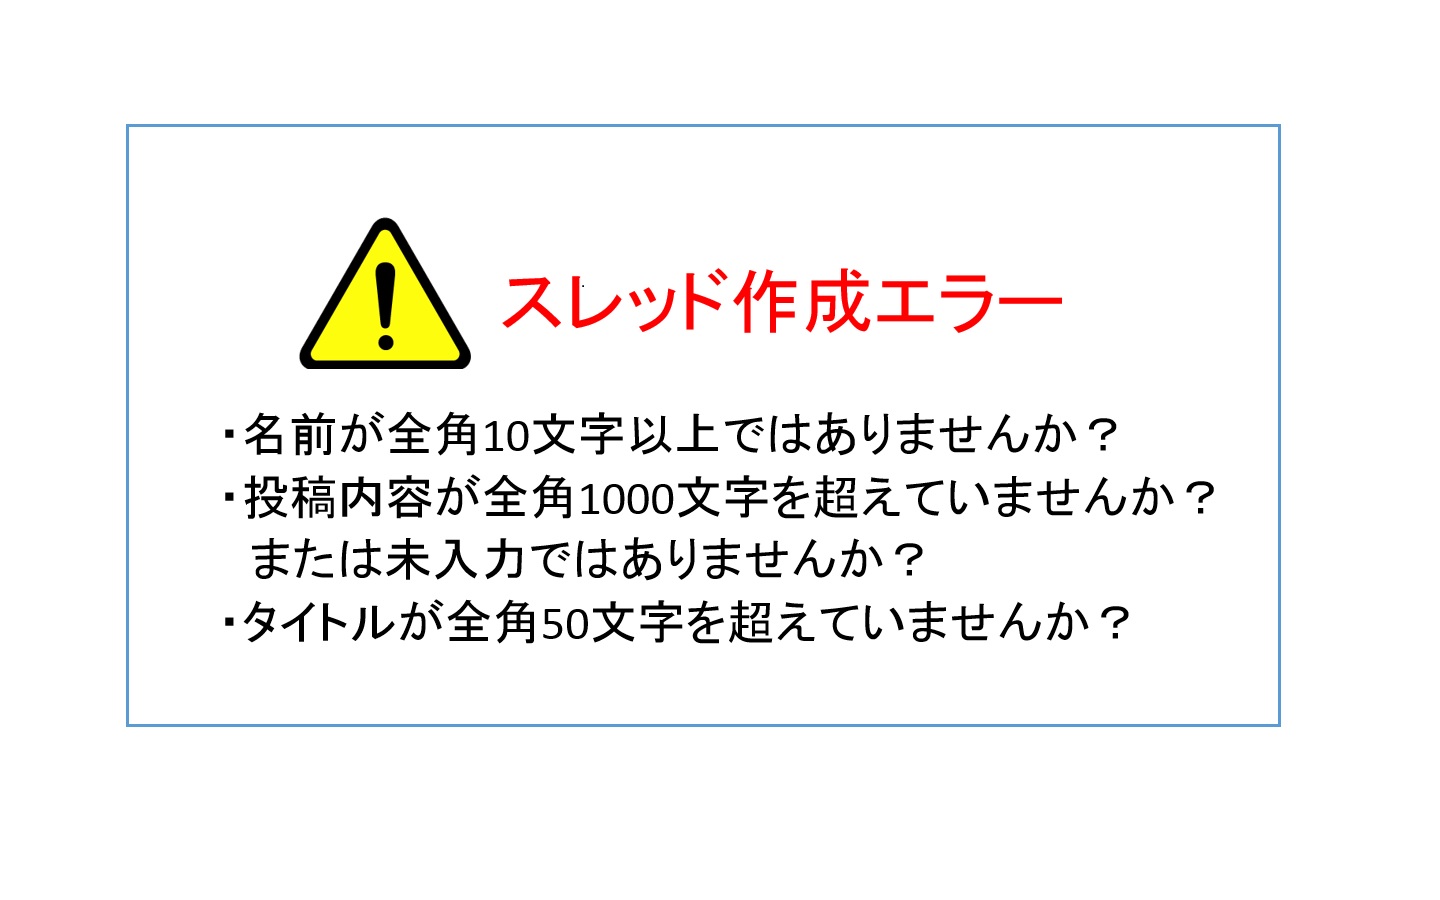 スレッド作成エラー
・名前が全角10文字以上ではありませんか？
・投稿内容が全角1000文字を超えていませんか？
または未入力ではありませんか？
・タイトルが全角50文字を超えていませんか？